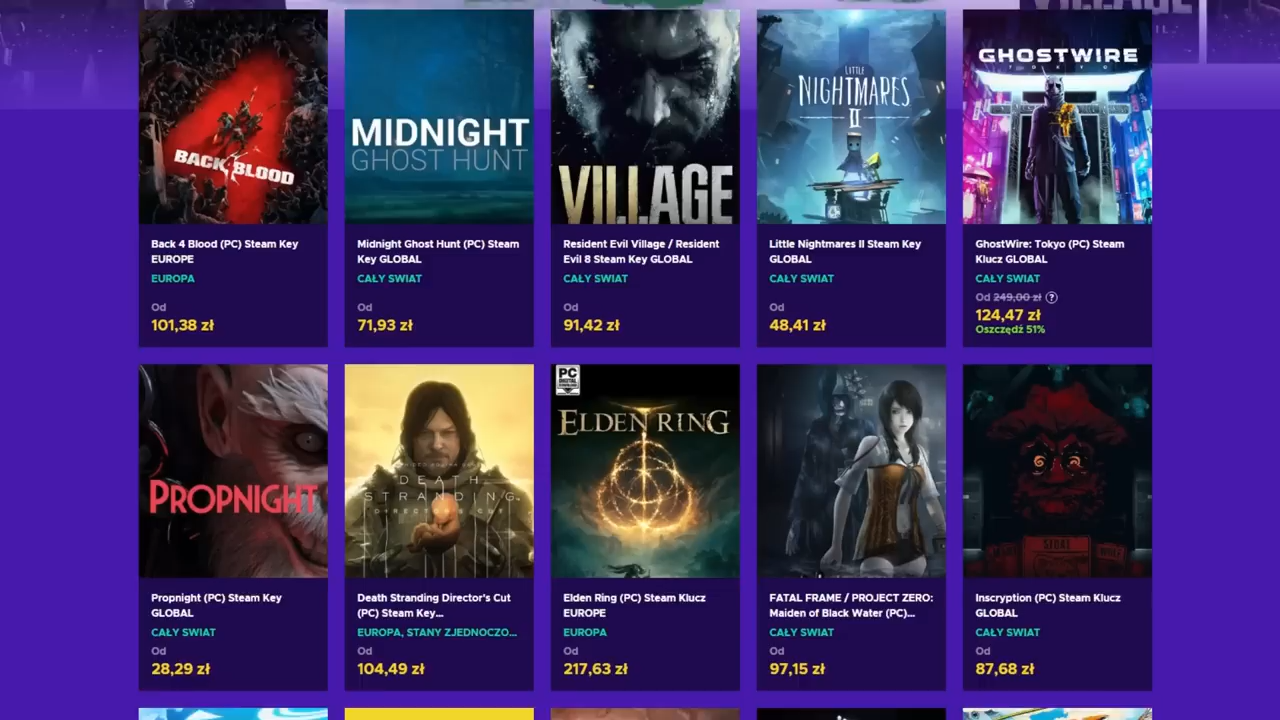 VILLAGE
BACK 4 BLOOD
MIDNIGHT
GHOST HUNT
VILLAGE
LITTLE
NIGHTMARES
II
GHOSTWIRE
TOKYO
Back 4 Blood (PC) Steam Key
EUROPE
EUROPA
Od
101,38 zł
Midnight Ghost Hunt (PC) Steam
Key GLOBAL
CAŁY SWIAT
Od
71,93 zł
Resident Evil Village / Resident
Evil 8 Steam Key GLOBAL
CAŁY SWIAT
Od
91,42 zł
Little Nightmares II Steam Key
GLOBAL
CAŁY SWIAT
Od
48,41 zł
GhostWire: Tokyo (PC) Steam
Klucz GLOBAL
CAŁY SWIAT
Od 249,00 zł ?
124,47 zł
Oszczędź 51%
PROPNIGHT
DEATH
STRANDING
DIRECTOR'S CUT
PC
DIGITAL
DOWNLOAD
ELDEN RING
Propnight (PC) Steam Key
GLOBAL
CAŁY SWIAT
Od
28,29 zł
Death Stranding Director's Cut
(PC) Steam Key...
EUROPA, STANY ZJEDNOCZO...
Od
104,49 zł
Elden Ring (PC) Steam Klucz
EUROPE
EUROPA
Od
217,63 zł
FATAL FRAME / PROJECT ZERO:
Maiden of Black Water (PC)...
CAŁY SWIAT
Od
97,15 zł
Inscryption (PC) Steam Klucz
GLOBAL
CAŁY SWIAT
Od
87,68 zł